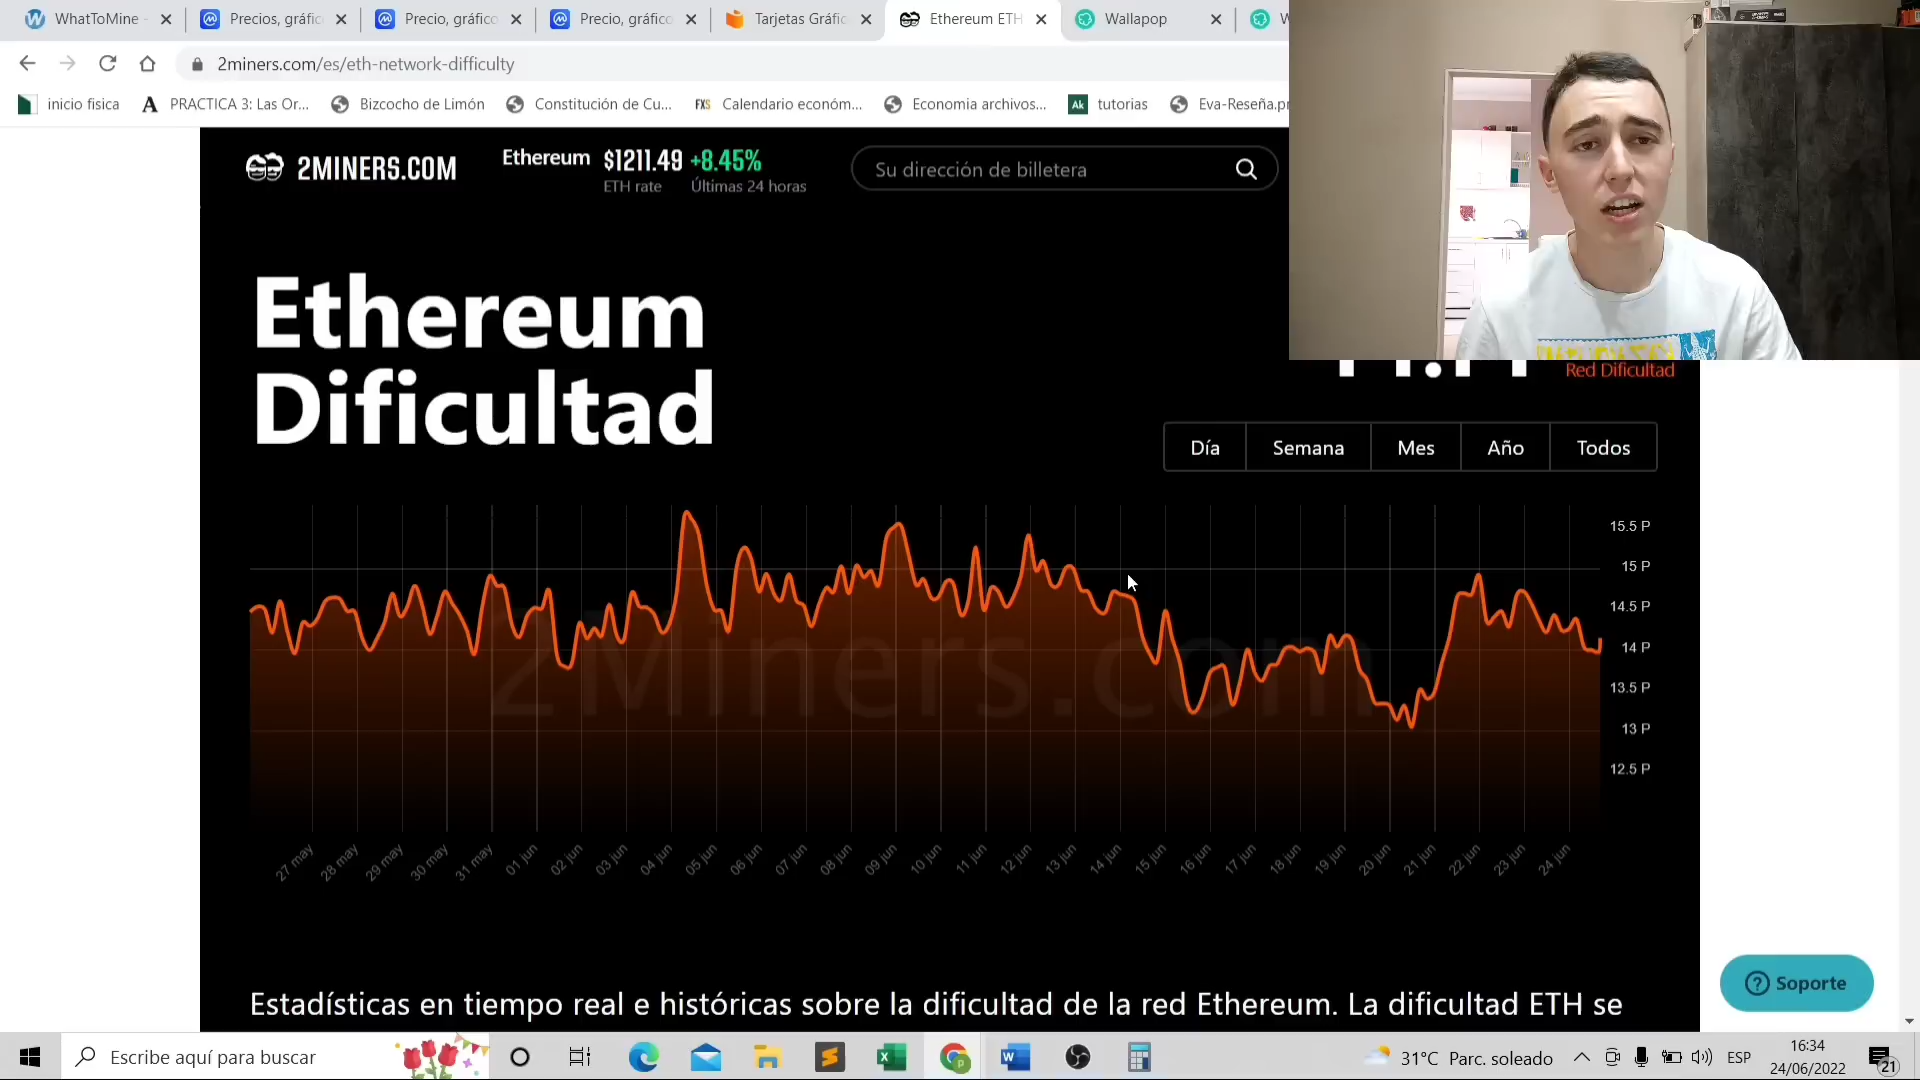 WhatToMine -
Precios, gráfic
Precio, gráfico
Precio, gráfico
Tarjetas Gráfic
Ethereum ETH
Wallapop
2miners.com/es/eth-network-difficulty
inicio fisica
PRACTICA 3: Las Or...
Bizcocho de Limón
Constitución de Cu...
FXS
Calendario económ...
Economia archivos...
Ak
tutorias
Eva-Reseña.pr
2MINERS.COM
Ethereum
$1211.49
+8.45%
ETH rate
Últimas 24 horas
Su dirección de billetera
Ethereum
Dificultad
Red Dificultad
Día
Semana
Mes
Año
Todos
2Miners.com
15.5 P
15 P
14.5 P
14 P
13.5 P
13 P
12.5 P
27 may
28 may
29 may
30 may
31 may
01 jun
02 jun
03 jun
04 jun
05 jun
06 jun
07 jun
08 jun
09 jun
10 jun
11 jun
12 jun
13 jun
14 jun
15 jun
16 jun
17 jun
18 jun
19 jun
20 jun
21 jun
22 jun
23 jun
24 jun
Estadísticas en tiempo real e históricas sobre la dificultad de la red Ethereum. La dificultad ETH se
Soporte
Escribe aquí para buscar
31°C Parc. soleado
ESP
16:34
24/06/2022
21